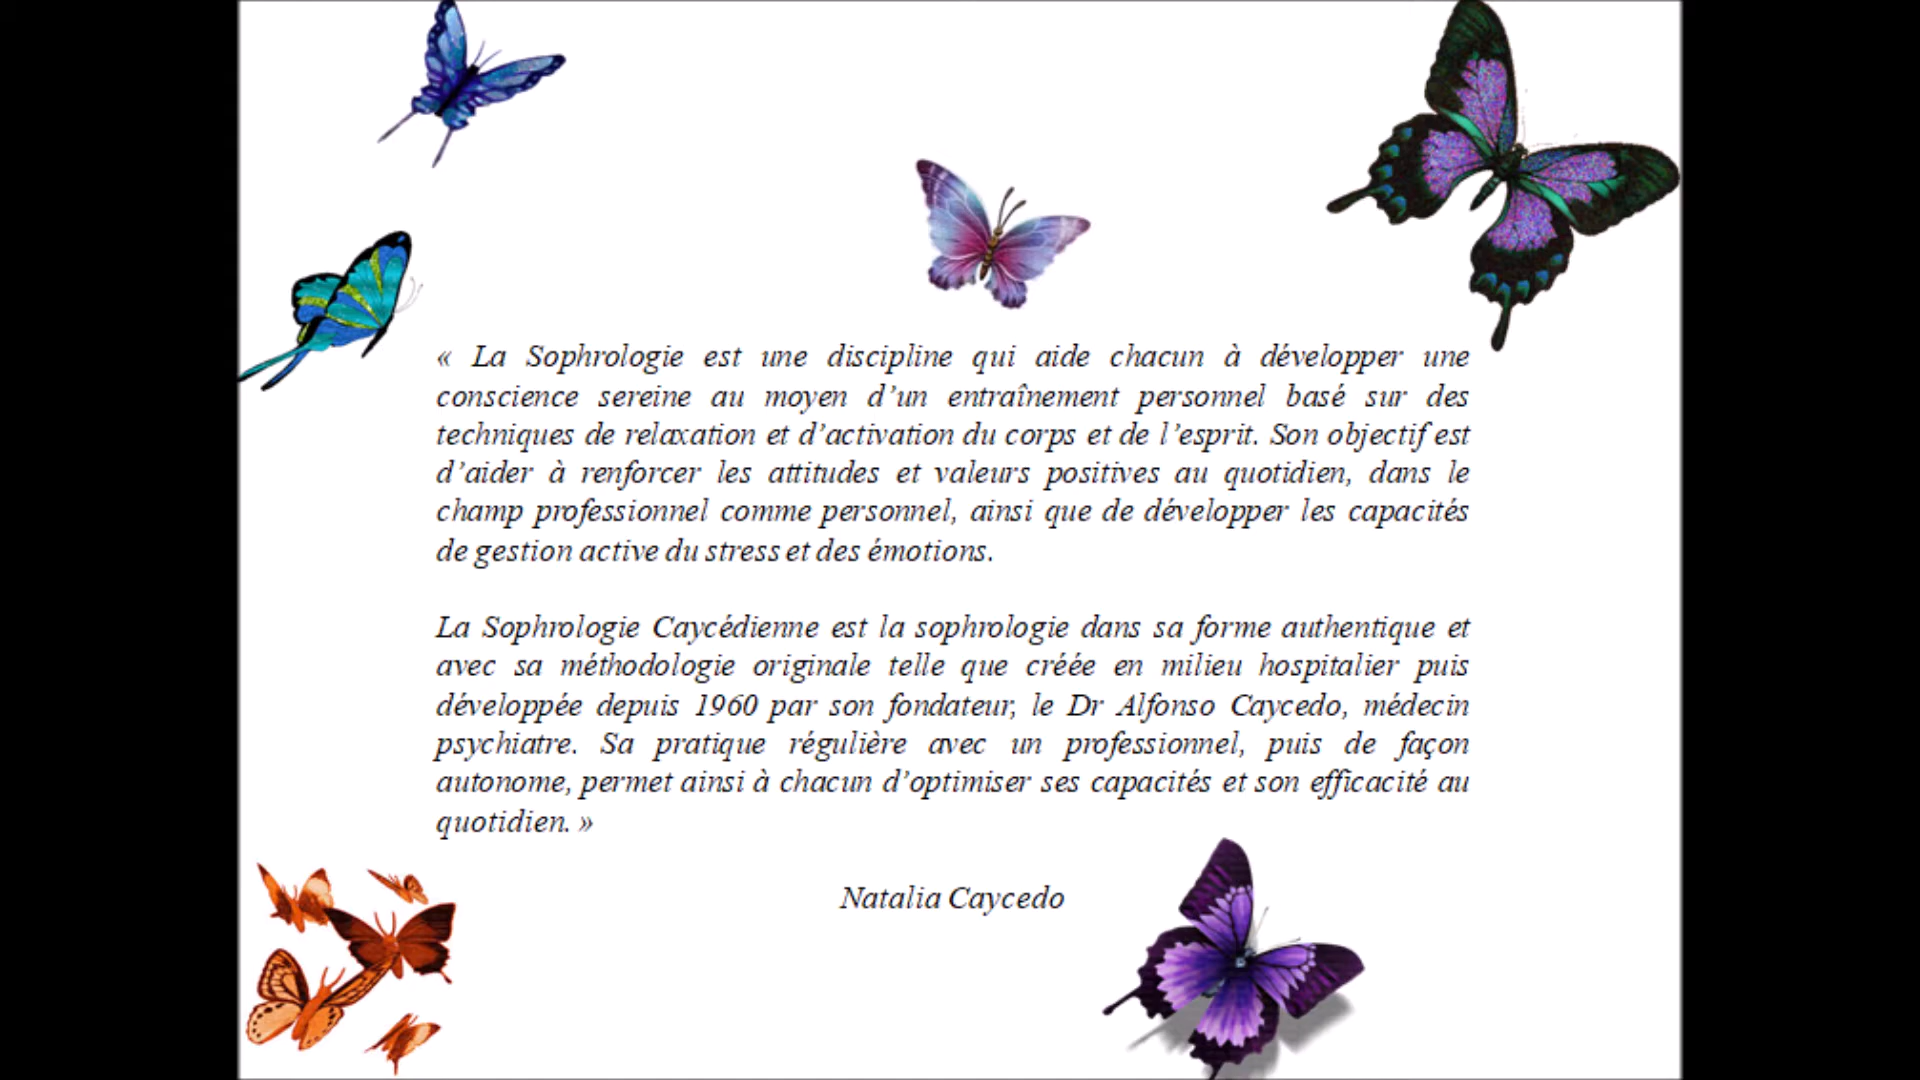 « La Sophrologie est une discipline qui aide chacun à développer une
conscience sereine au moyen d’un entraînement personnel basé sur des
techniques de relaxation et d’activation du corps et de l’esprit. Son objectif est
d’aider à renforcer les attitudes et valeurs positives au quotidien, dans le
champ professionnel comme personnel, ainsi que de développer les capacités
de gestion active du stress et des émotions.
La Sophrologie Caycédienne est la sophrologie dans sa forme authentique et
avec sa méthodologie originale telle que créée en milieu hospitalier puis
développée depuis 1960 par son fondateur, le Dr Alfonso Caycedo, médecin
psychiatre. Sa pratique régulière avec un professionnel, puis de façon
autonome, permet ainsi à chacun d’optimiser ses capacités et son efficacité au
quotidien. »
Natalia Caycedo